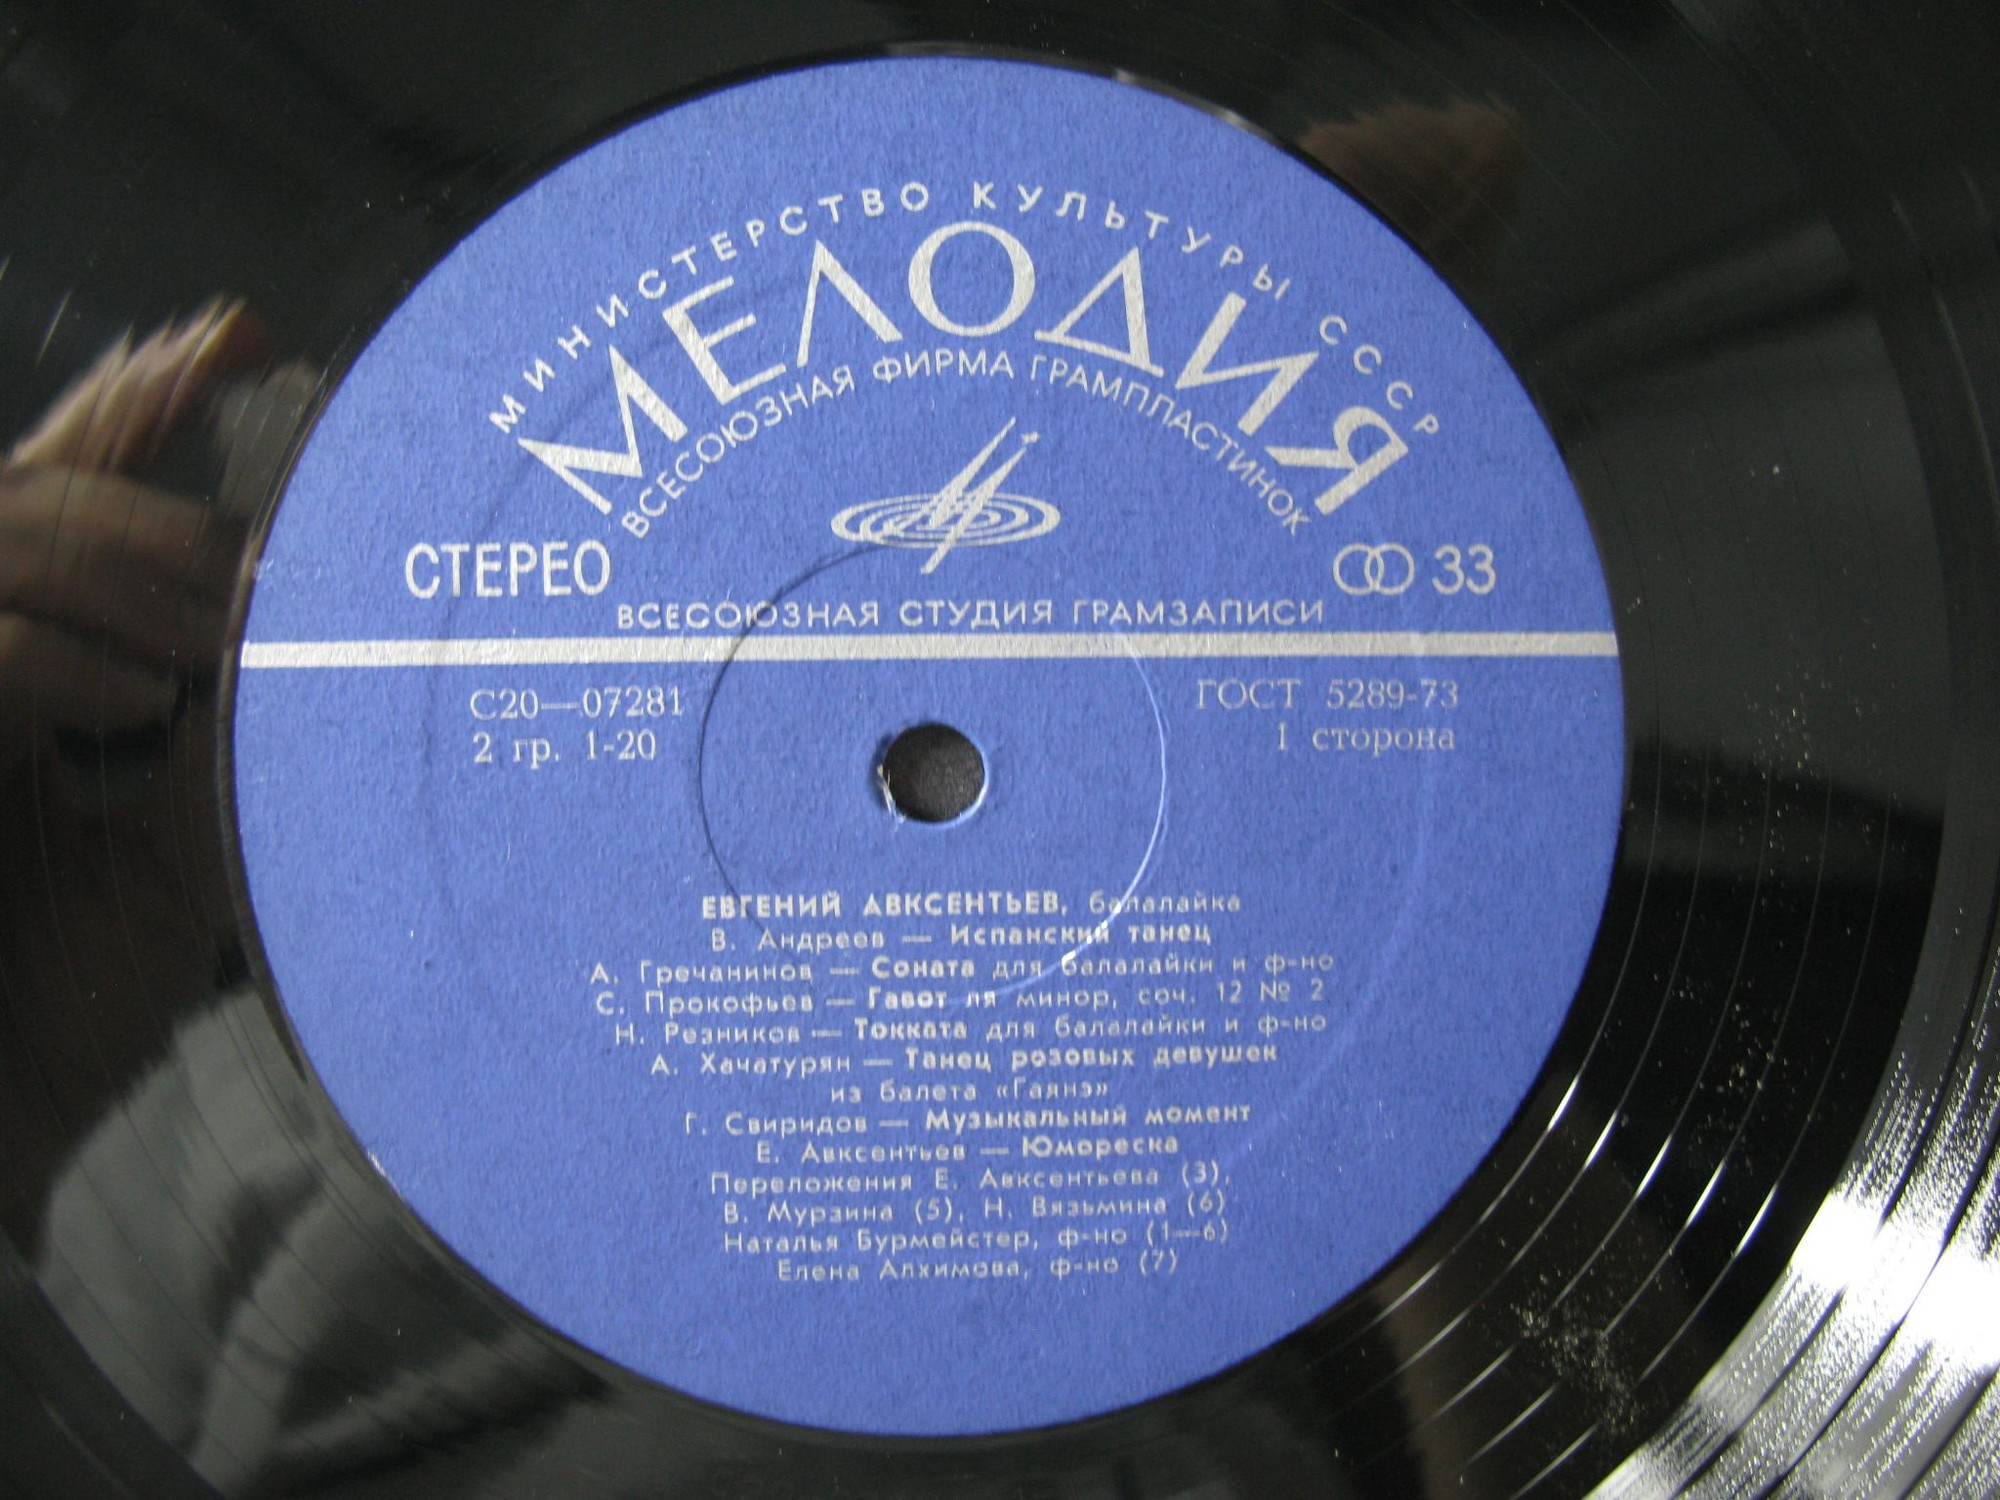 МИНИСТЕРСТВО КУЛЬТУРЫ СССР
МЕЛОДИЯ
ВСЕСОЮЗНАЯ ФИРМА ГРАМПЛАСТИНОК
СТЕРЕО
33
ВСЕСОЮЗНАЯ СТУДИЯ ГРАМЗАПИСИ
С20—07281
ГОСТ 5289-73
2 гр. 1-20
1 сторона
ЕВГЕНИЙ АВКСЕНТЬЕВ, балалайка
В. Андреев — Испанский танец
А. Гречанинов — Соната для балалайки и ф-но
С. Прокофьев — Гавот ля минор, соч. 12 № 2
Н. Резников — Токката для балалайки и ф-но
А. Хачатурян — Танец розовых девушек
из балета «Гаянэ»
Г. Свиридов — Музыкальный момент
Е. Авксентьев — Юмореска
Переложения Е. Авксентьева (3),
В. Мурзина (5), Н. Вязьмина (6)
Наталья Бурмейстер, ф-но (1—6)
Елена Алхимова, ф-но (7)